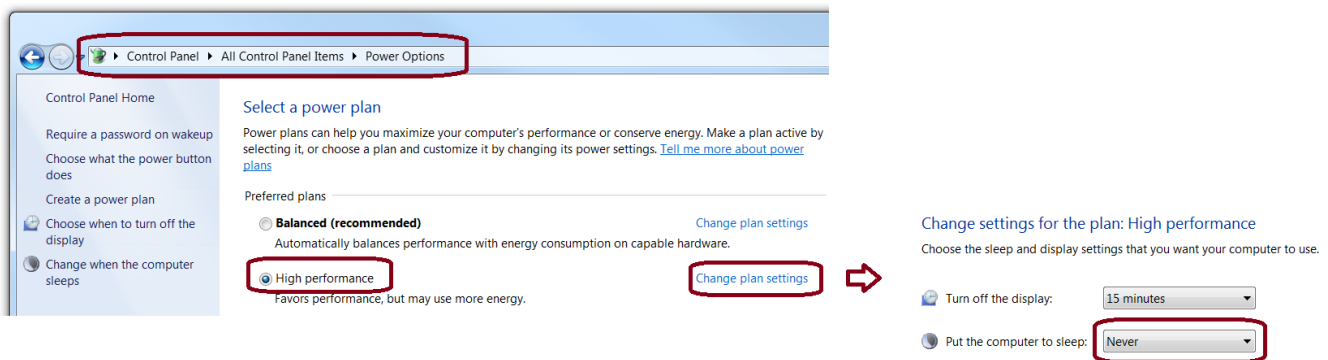 Control Panel ▸ All Control Panel Items ▸ Power Options
Control Panel Home
Require a password on wakeup
Choose what the power button
does
Create a power plan
Choose when to turn off the
display
Change when the computer
sleeps
Select a power plan
Power plans can help you maximize your computer's performance or conserve energy. Make a plan active by
selecting it, or choose a plan and customize it by changing its power settings. Tell me more about power
plans
Preferred plans
Balanced (recommended) Change plan settings
Automatically balances performance with energy consumption on capable hardware.
High performance Change plan settings
Favors performance, but may use more energy.
Change settings for the plan: High performance
Choose the sleep and display settings that you want your computer to use.
Turn off the display: 15 minutes
Put the computer to sleep: Never